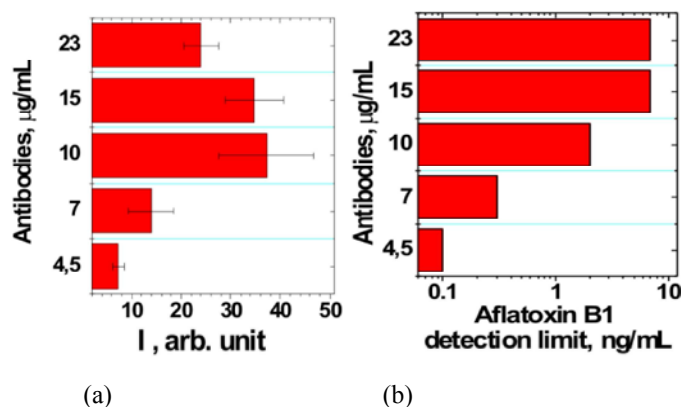 Antibodies, μg/mL
23
15
10
7
4,5
10 20 30 40 50
I , arb. unit
(a)
Antibodies, μg/mL
23
15
10
7
4,5
0.1 1 10
Aflatoxin B1
detection limit, ng/mL
(b)